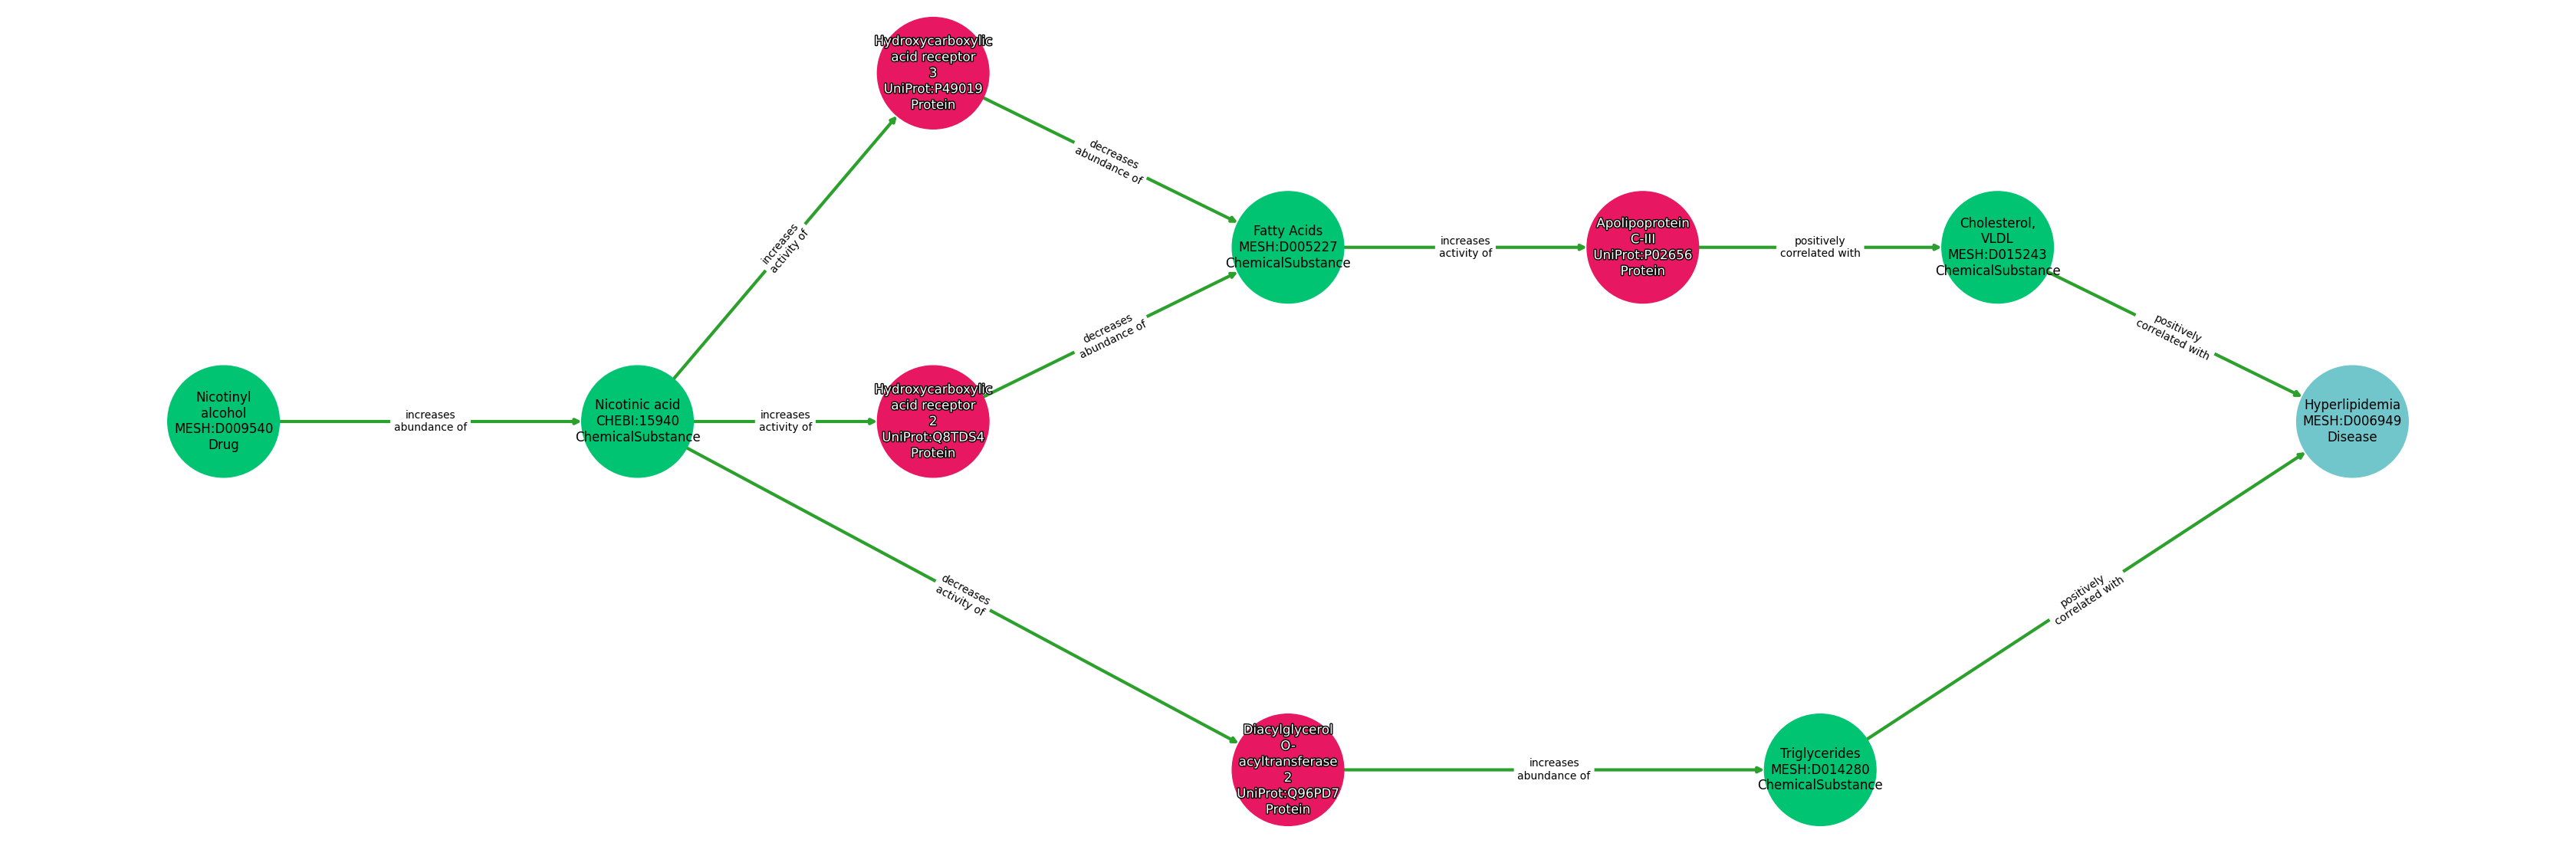 Hydroxycarboxylic
acid receptor
3
UniProt:P49019
Protein
decreases
abundance of
increases
activity of
Fatty Acids
MESH:D005227
ChemicalSubstance
increases
activity of
Apolipoprotein
C-III
UniProt:P02656
Protein
positively
correlated with
Cholesterol,
VLDL
MESH:D015243
ChemicalSubstance
decreases
abundance of
positively
correlated with
Nicotinyl
alcohol
MESH:D009540
Drug
increases
abundance of
Nicotinic acid
CHEBI:15940
ChemicalSubstance
increases
activity of
Hydroxycarboxylic
acid receptor
2
UniProt:Q8TDS4
Protein
Hyperlipidemia
MESH:D006949
Disease
decreases
activity of
positively
correlated with
Diacylglycerol
O-
acyltransferase
2
UniProt:Q96PD7
Protein
increases
abundance of
Triglycerides
MESH:D014280
ChemicalSubstance